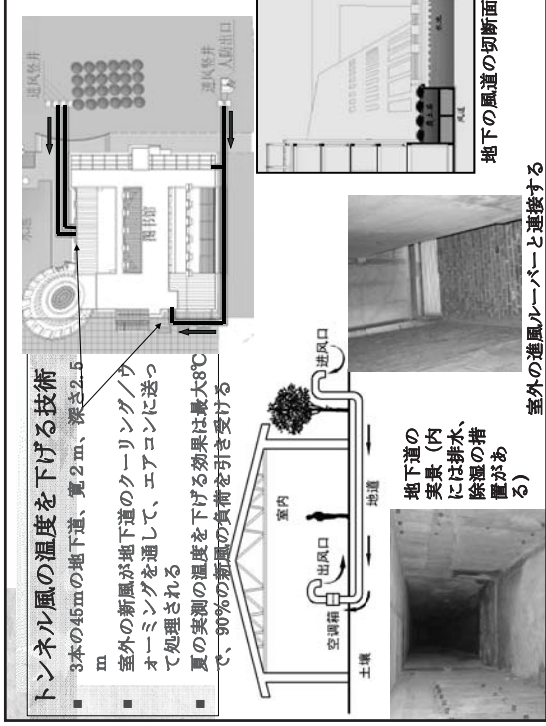 トンネル風の温度を下げる技術
■ 3本の45mの地下道、寛2m、深さ2.5
m
■ 室外の新風が地下道のクーリング／ウ
ォーミングを通して、エアコンに送っ
て処理される
■ 夏の実測の温度を下げる効果は最大8℃
で、90%の新風の負荷を引き受ける
进风竖井
进风竖井
人防出口
图书馆
水池
水池
覆土层
风道
地下の風道の切断面
室内
出风口
空调箱
土壤
地道
进风口
地下道の
実景（内
には排水、
除湿の措
置があ
る）
室外の進風ルーバーと連接する